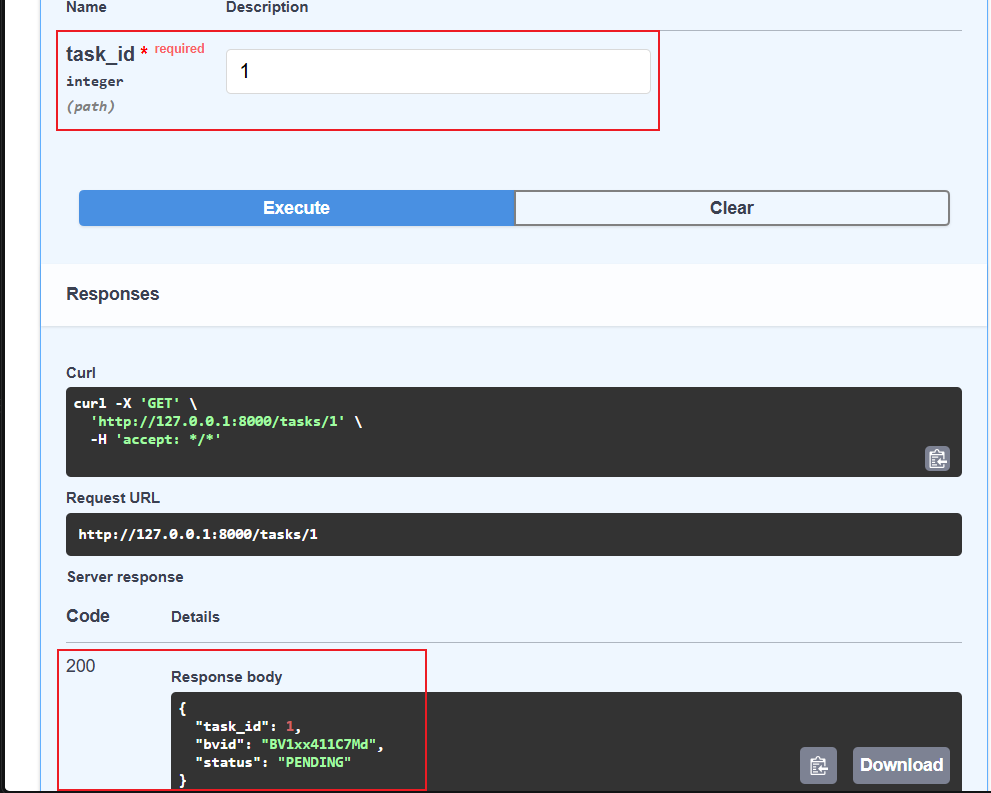 Name Description
task_id * required
integer
(path)
1
Execute Clear
Responses
Curl
curl -X 'GET' \
  'http://127.0.0.1:8000/tasks/1' \
  -H 'accept: */*'
Request URL
http://127.0.0.1:8000/tasks/1
Server response
Code Details
200
Response body
{
  "task_id": 1,
  "bvid": "BV1xx411C7Md",
  "status": "PENDING"
}
Download